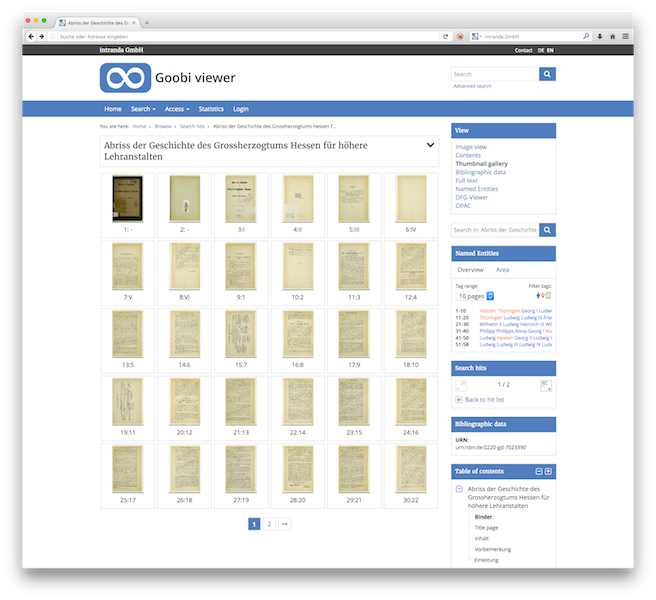 Abriss der Geschichte des G
Suche oder Adresse eingeben
intranda GmbH
intranda GmbH
Contact DE EN
Goobi viewer
Search
Advanced search
Home Search Access Statistics Login
You are here: Home Browse Search hits Abriss der Geschichte des Grossherzogtums Hessen f...
Abriss der Geschichte des Grossherzogtums Hessen für höhere
Lehranstalten
1: - 2: - 3:I 4:II 5:III 6:IV
7:V 8:VI 9:1 10:2 11:3 12:4
13:5 14:6 15:7 16:8 17:9 18:10
19:11 20:12 21:13 22:14 23:15 24:16
25:17 26:18 27:19 28:20 29:21 30:22
1 2
View
Image view
Contents
Thumbnail gallery
Bibliographic data
Full text
Named Entities
DFG-Viewer
OPAC
Search in: Abriss der Geschichte
Named Entities
Overview Area
Tag range: Filter tags:
10 pages
1-10 Hessen Thüringen Georg I Ludwi
11-20 Thüringen Ludwig Ludwig III Frie
21-30 Wilhelm II Ludwig Heinrich III Wil
31-40 Philipp Philipps Anna Georg I Ma
41-50 Ludwig Hessen Georg II Ludwig V
51-58 Ludwig Ludwig III Ludwig IV Ludv
Search hits
1 / 2
Back to hit list
Bibliographic data
URN:
urn:nbn:de:0220-gd-7023390
Table of contents
Abriss der Geschichte des
Grossherzogtums Hessen für
höhere Lehranstalten
Binder
Title page
Inhalt
Vorbemerkung
Einleitung